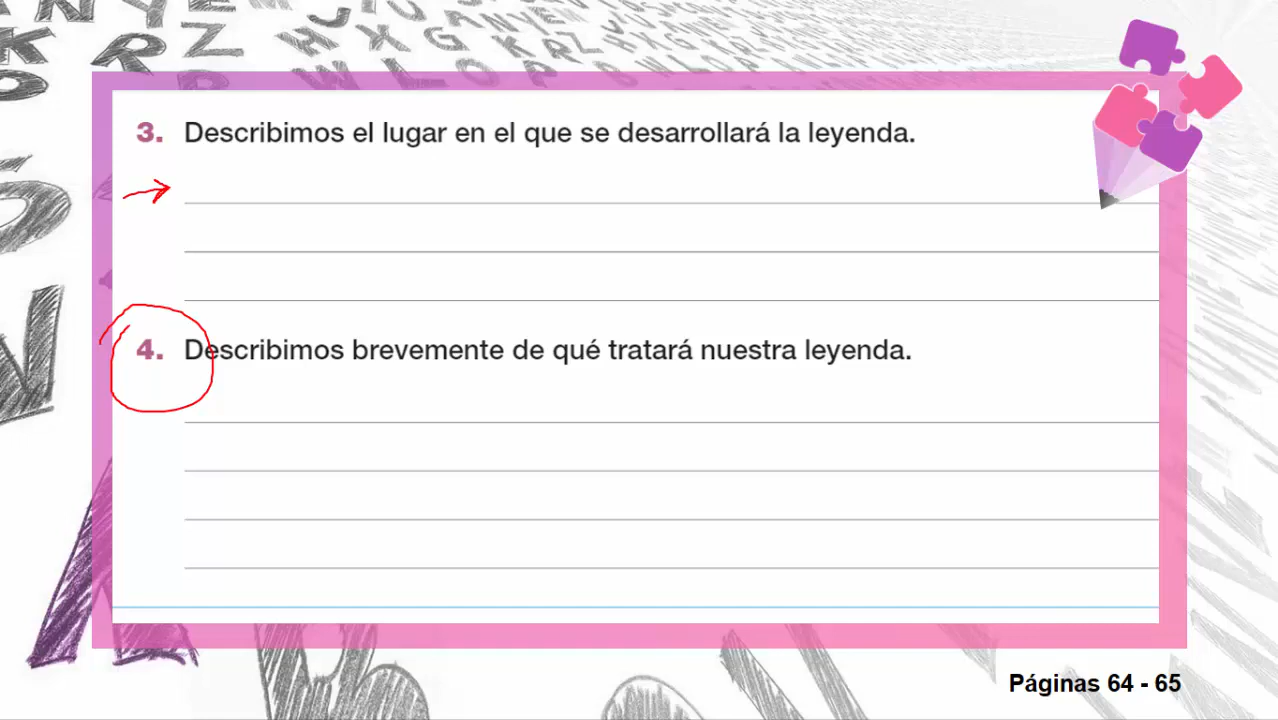 3. Describimos el lugar en el que se desarrollará la leyenda.
4. Describimos brevemente de qué tratará nuestra leyenda.
Páginas 64 - 65